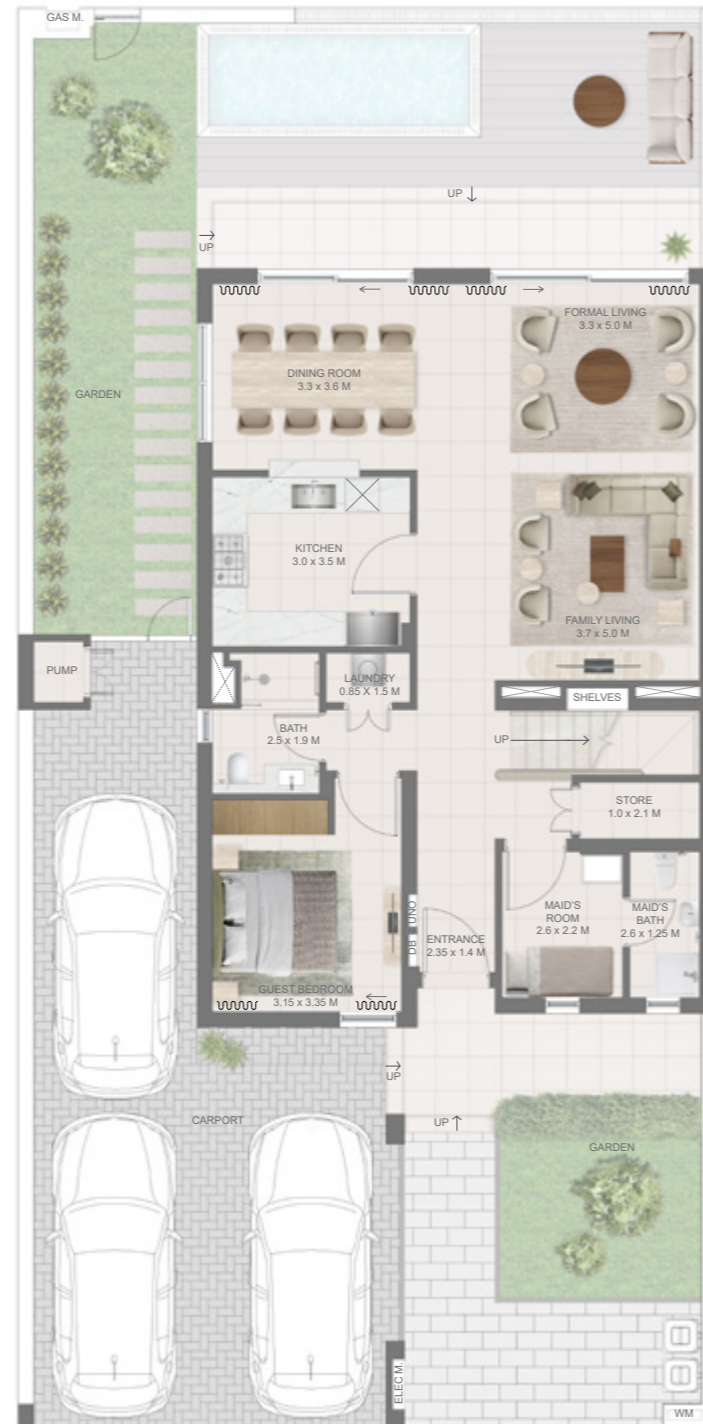 GAS M.
UP
UP
FORMAL LIVING
3.3 x 5.0 M
DINING ROOM
3.3 x 3.6 M
GARDEN
KITCHEN
3.0 x 3.5 M
FAMILY LIVING
3.7 x 5.0 M
PUMP
LAUNDRY
0.85 X 1.5 M
SHELVES
BATH
2.5 x 1.9 M
UP
STORE
1.0 x 2.1 M
MAID'S
ROOM
2.6 x 2.2 M
MAID'S
BATH
2.6 x 1.25 M
DB
UNO
ENTRANCE
2.35 x 1.4 M
GUEST BEDROOM
3.15 x 3.35 M
UP
CARPORT
UP
GARDEN
ELEC M.
WM